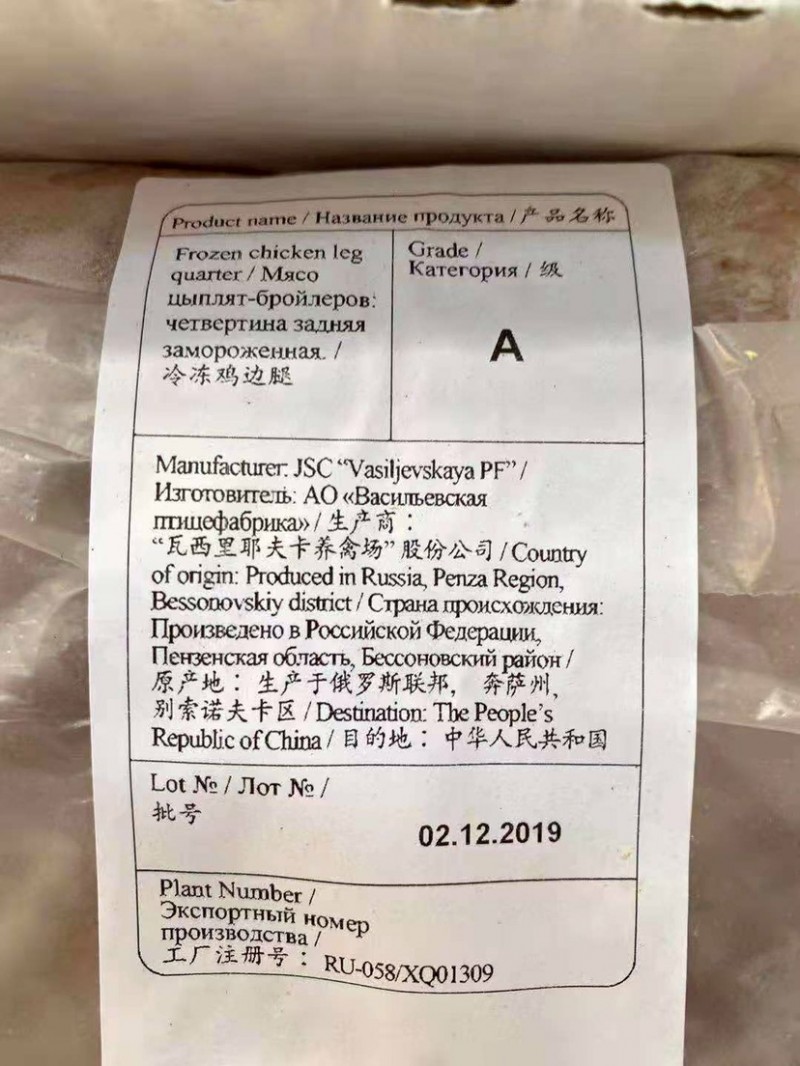 Product name / Название продукта / 产品名称
Frozen chicken leg
quarter / Мясо
цыплят-бройлеров:
четвертина задняя
замороженная. /
冷冻鸡边腿
Grade /
Категория / 级
A
Manufacturer: JSC “Vasiljevskaya PF” /
Изготовитель: АО «Васильевская
птицефабрика» / 生产商：
“瓦西里耶夫卡养禽场” 股份公司 / Country
of origin: Produced in Russia, Penza Region,
Bessonovskiy district / Страна происхождения:
Произведено в Российской Федерации,
Пензенская область, Бессоновский район /
原产地：生产于俄罗斯联邦，奔萨州，
别索诺夫卡区 / Destination: The People’s
Republic of China / 目的地：中华人民共和国
Lot № / Лот № /
批号
02.12.2019
Plant Number /
Экспортный номер
производства /
工厂注册号： RU-058/XQ01309